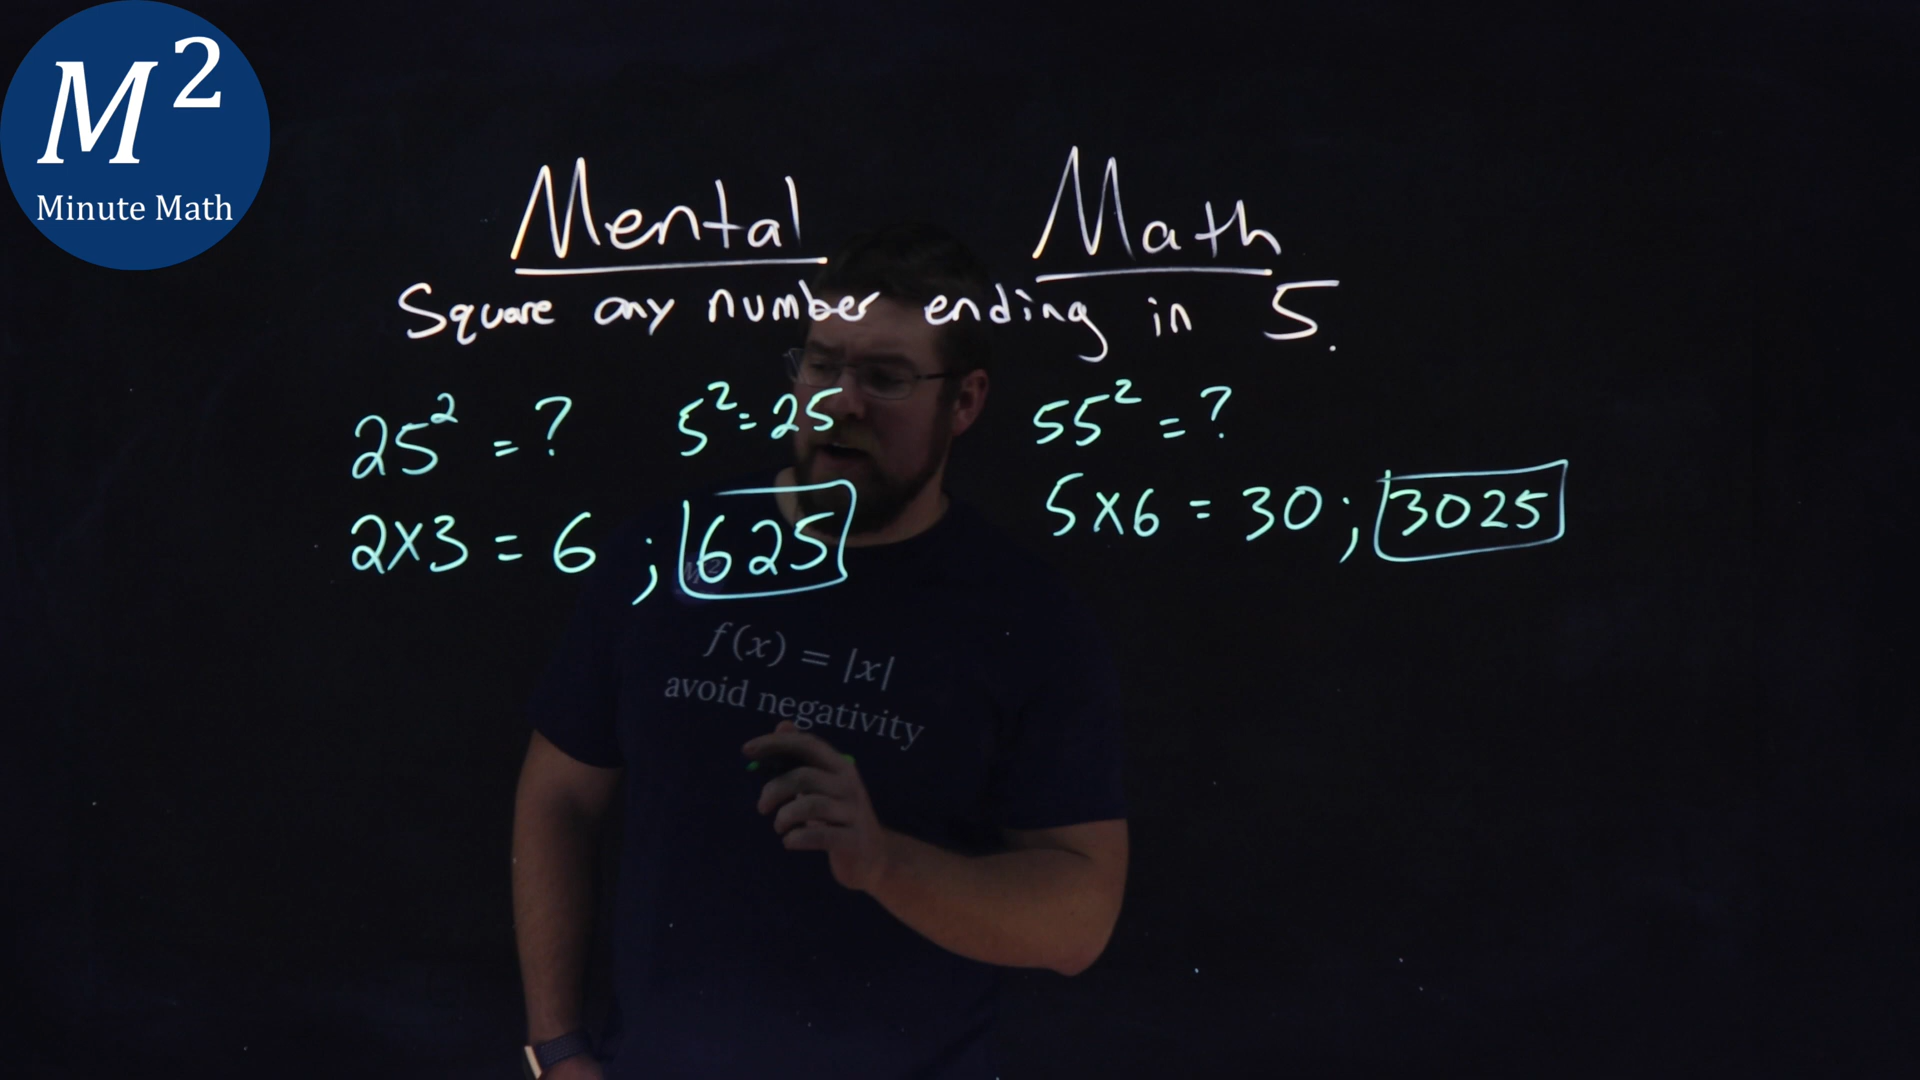 M²
Minute Math
Mental Math
Square any number ending in 5.
25² = ? 5² = 25 55² = ?
2x3 = 6 ; 625 5x6 = 30 ; 3025
f(x) = |x|
avoid negativity